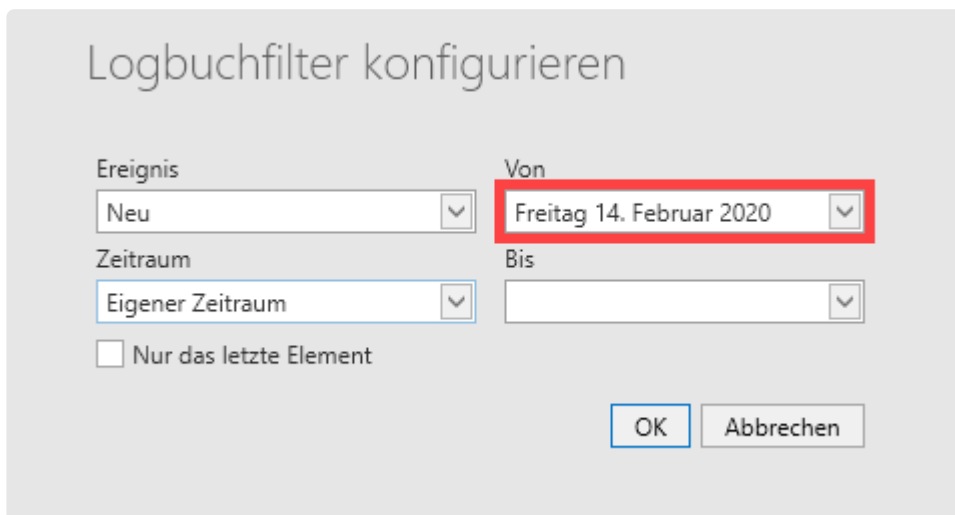 Logbuchfilter konfigurieren
Ereignis
Von
Neu
Freitag 14. Februar 2020
Zeitraum
Bis
Eigener Zeitraum
Nur das letzte Element
OK
Abbrechen